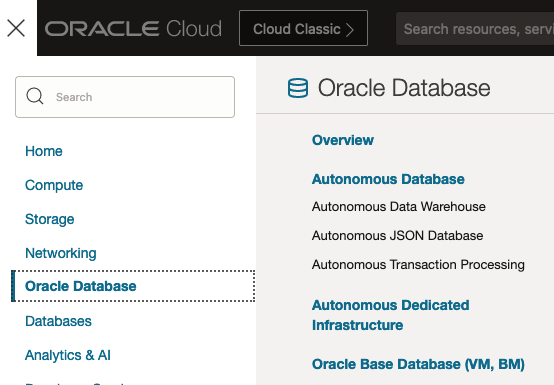 ORACLE Cloud
Cloud Classic
Search resources, servi
Search
Home
Compute
Storage
Networking
Oracle Database
Databases
Analytics & AI
Oracle Database
Overview
Autonomous Database
Autonomous Data Warehouse
Autonomous JSON Database
Autonomous Transaction Processing
Autonomous Dedicated
Infrastructure
Oracle Base Database (VM, BM)